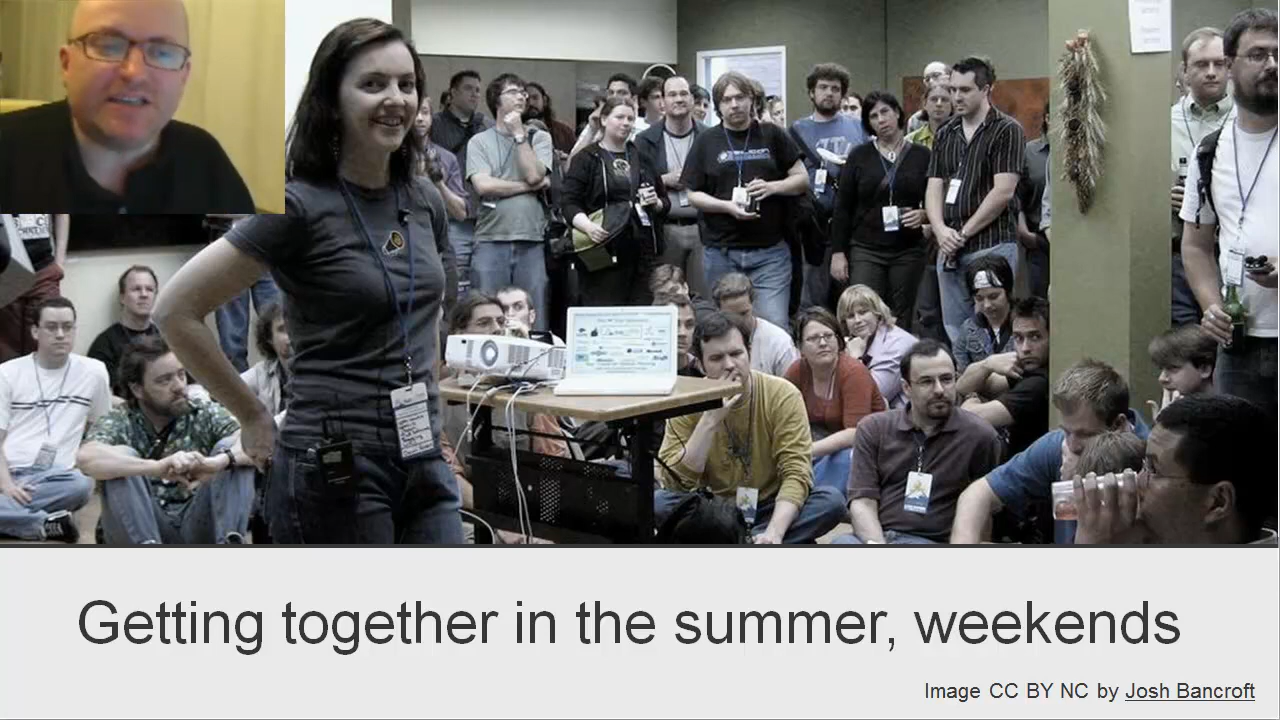 Getting together in the summer, weekends
Image CC BY NC by Josh Bancroft